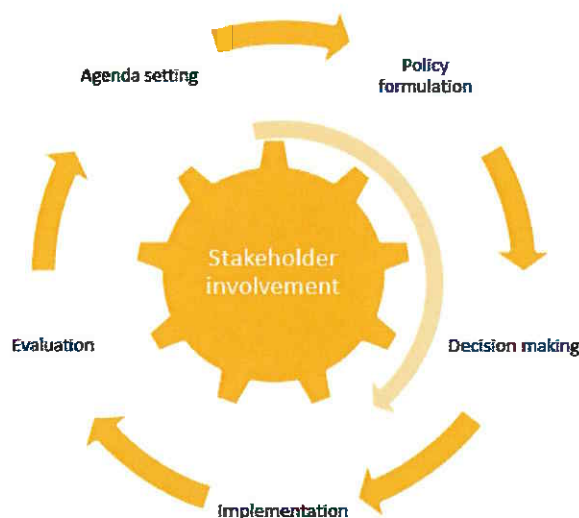 Agenda setting
Policy
formulation
Stakeholder
involvement
Evaluation
Decision making
Implementation